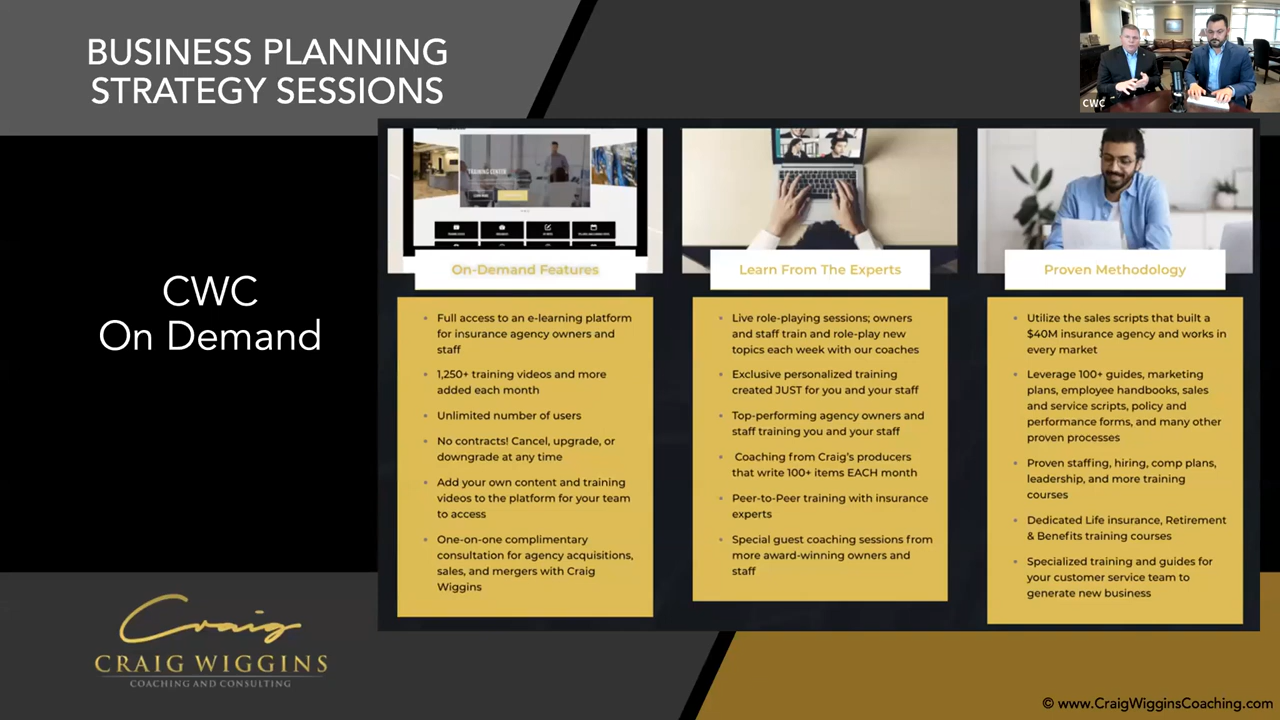 BUSINESS PLANNING
STRATEGY SESSIONS
CWC
CWC
On Demand
TRAINING CENTER
On-Demand Features
Full access to an e-learning platform
for insurance agency owners and
staff
1,250+ training videos and more
added each month
Unlimited number of users
No contracts! Cancel, upgrade, or
downgrade at any time
Add your own content and training
videos to the platform for your team
to access
One-on-one complimentary
consultation for agency acquisitions,
sales, and mergers with Craig
Wiggins
Learn From The Experts
Live role-playing sessions; owners
and staff train and role-play new
topics each week with our coaches
Exclusive personalized training
created JUST for you and your staff
Top-performing agency owners and
staff training you and your staff
Coaching from Craig's producers
that write 100+ items EACH month
Peer-to-Peer training with insurance
experts
Special guest coaching sessions from
more award-winning owners and
staff
Proven Methodology
Utilize the sales scripts that built a
$40M insurance agency and works in
every market
Leverage 100+ guides, marketing
plans, employee handbooks, sales
and service scripts, policy and
performance forms, and many other
proven processes
Proven staffing, hiring, comp plans,
leadership, and more training
courses
Dedicated Life insurance, Retirement
& Benefits training courses
Specialized training and guides for
your customer service team to
generate new business
Craig
CRAIG WIGGINS
COACHING AND CONSULTING
© www.CraigWigginsCoaching.com